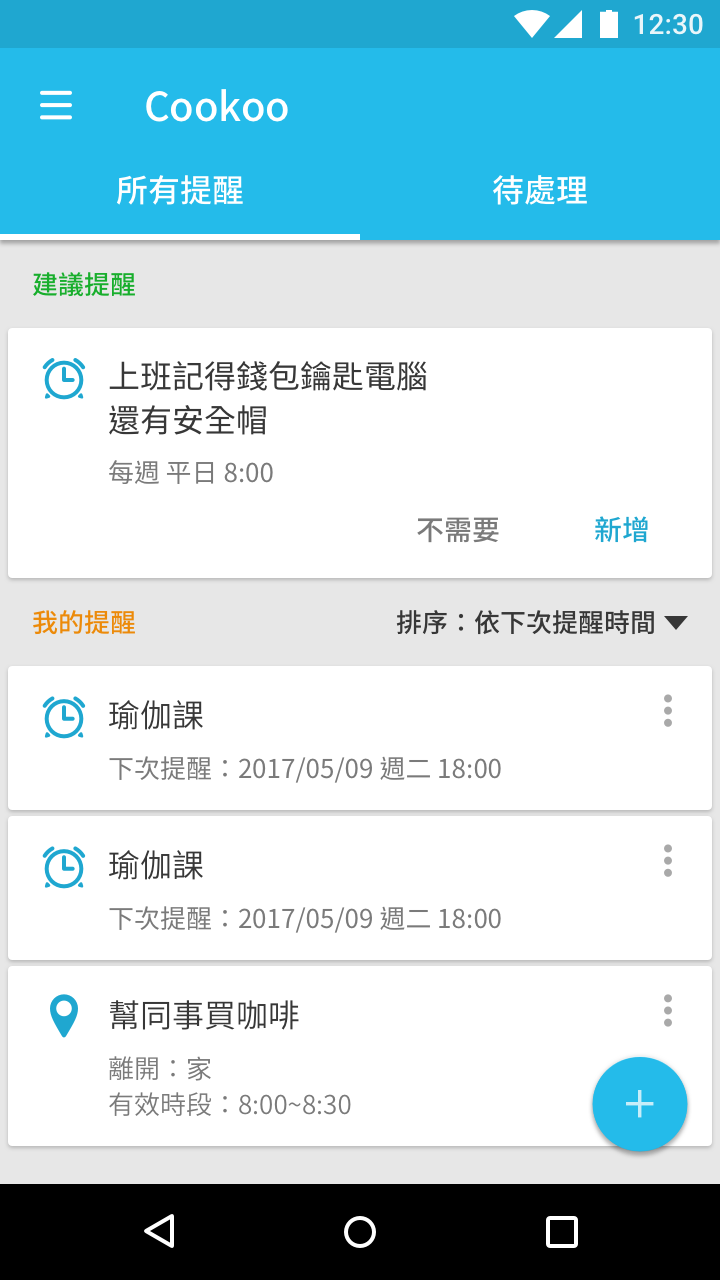 12:30
Cookoo
所有提醒
待處理
建議提醒
上班記得錢包鑰匙電腦
還有安全帽
每週 平日 8:00
不需要
新增
我的提醒
排序：依下次提醒時間
瑜伽課
下次提醒：2017/05/09 週二 18:00
瑜伽課
下次提醒：2017/05/09 週二 18:00
幫同事買咖啡
離開：家
有效時段：8:00~8:30